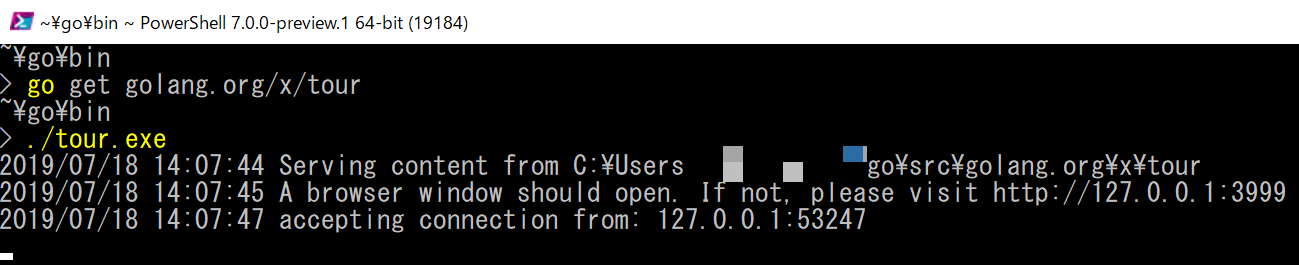 ~¥go¥bin ~ PowerShell 7.0.0-preview.1 64-bit (19184)
~¥go¥bin
> go get golang.org/x/tour
~¥go¥bin
> ./tour.exe
2019/07/18 14:07:44 Serving content from C:¥Users go¥src¥golang.org¥x¥tour
2019/07/18 14:07:45 A browser window should open. If not, please visit http://127.0.0.1:3999
2019/07/18 14:07:47 accepting connection from: 127.0.0.1:53247